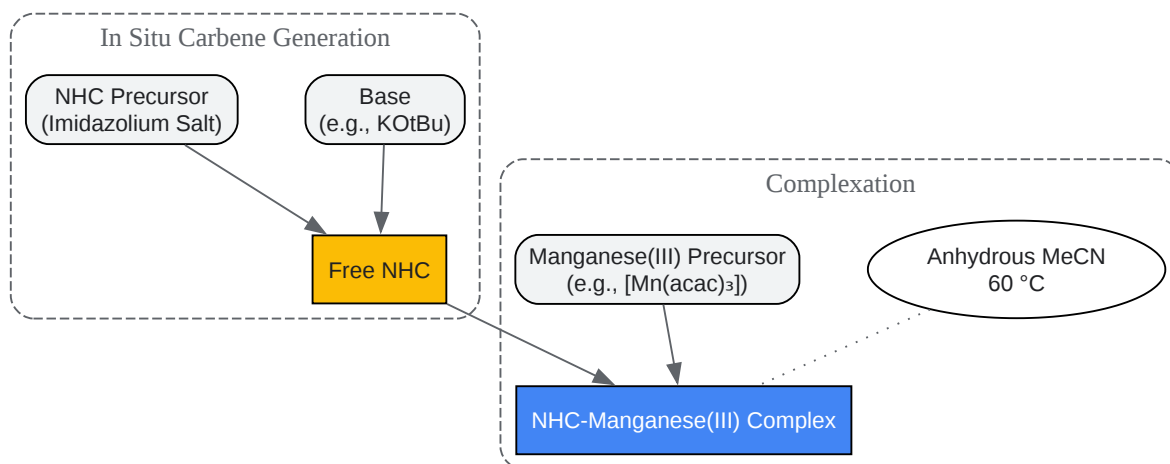 In Situ Carbene Generation
NHC Precursor
(Imidazolium Salt)
Base
(e.g., KOtBu)
Free NHC
Complexation
Manganese(III) Precursor
(e.g., [Mn(acac)₃])
Anhydrous MeCN
60 °C
NHC-Manganese(III) Complex